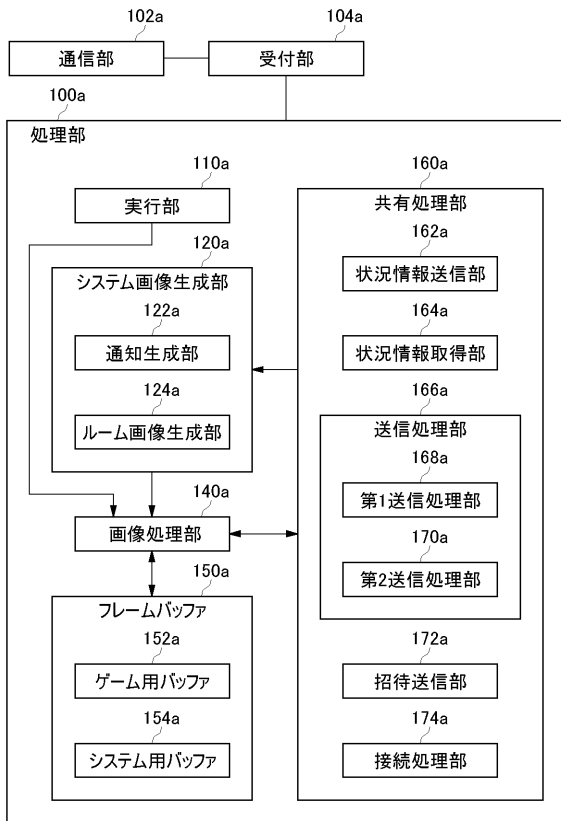 102a
通信部
104a
受付部
100a
処理部
110a
実行部
120a
システム画像生成部
122a
通知生成部
124a
ルーム画像生成部
140a
画像処理部
150a
フレームバッファ
152a
ゲーム用バッファ
154a
システム用バッファ
160a
共有処理部
162a
状況情報送信部
164a
状況情報取得部
166a
送信処理部
168a
第1送信処理部
170a
第2送信処理部
172a
招待送信部
174a
接続処理部